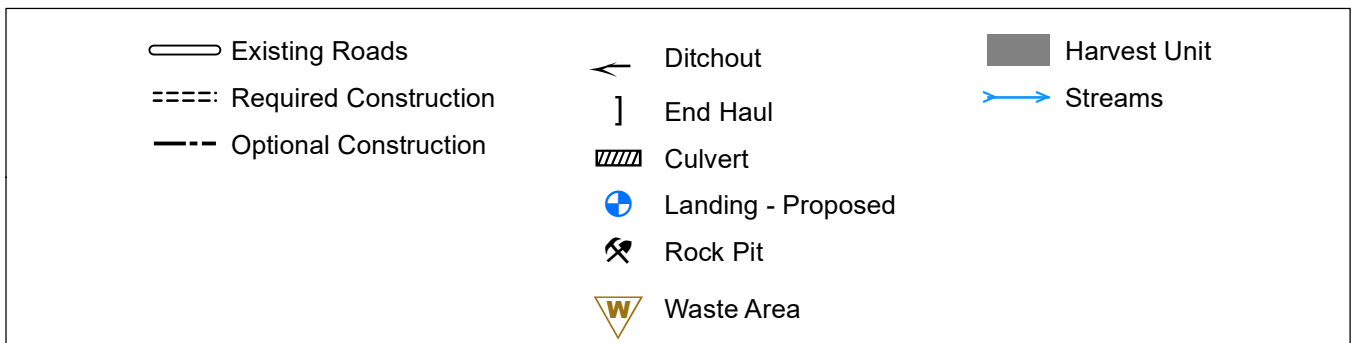 Existing Roads
Required Construction
Optional Construction
Ditchout
End Haul
Culvert
Landing - Proposed
Rock Pit
W
Waste Area
Harvest Unit
Streams